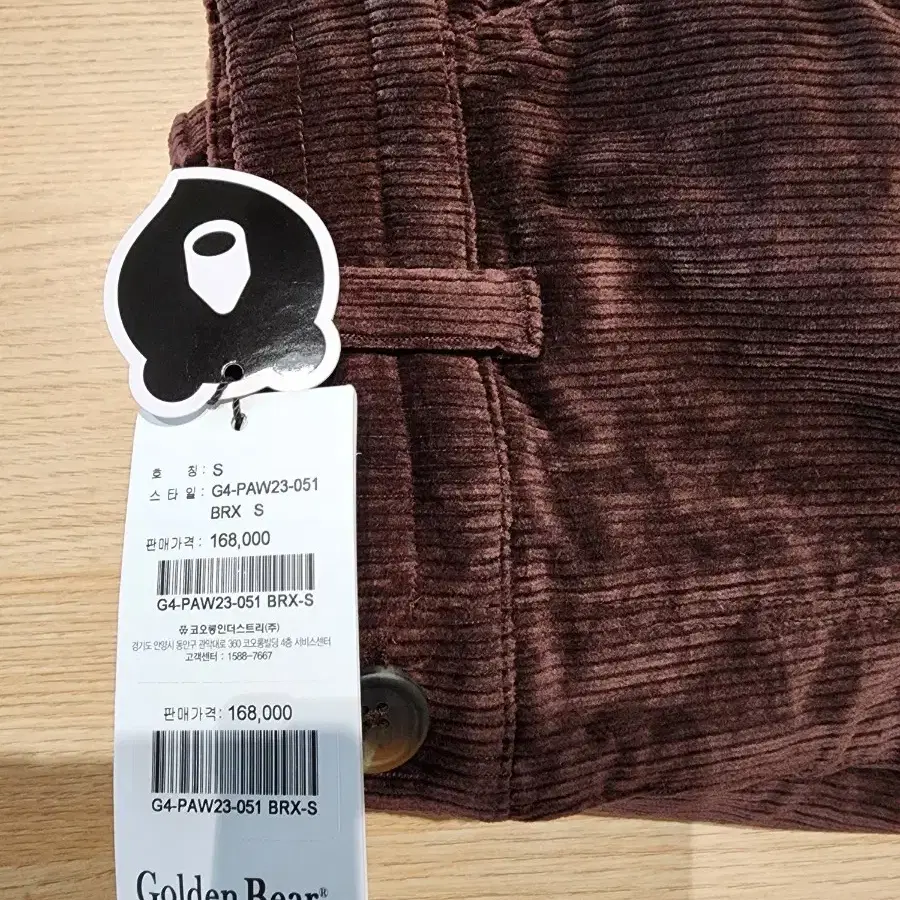 호 칭 : S
스 타 일 : G4-PAW23-051
BRX S
판매가격 : 168,000
G4-PAW23-051 BRX-S
코오롱인더스트리(주)
경기도 안양시 동안구 관악대로 360 코오롱빌딩 4층 서비스센터
고객센터 : 1588-7667
판매가격 : 168,000
G4-PAW23-051 BRX-S
Golden Bear®